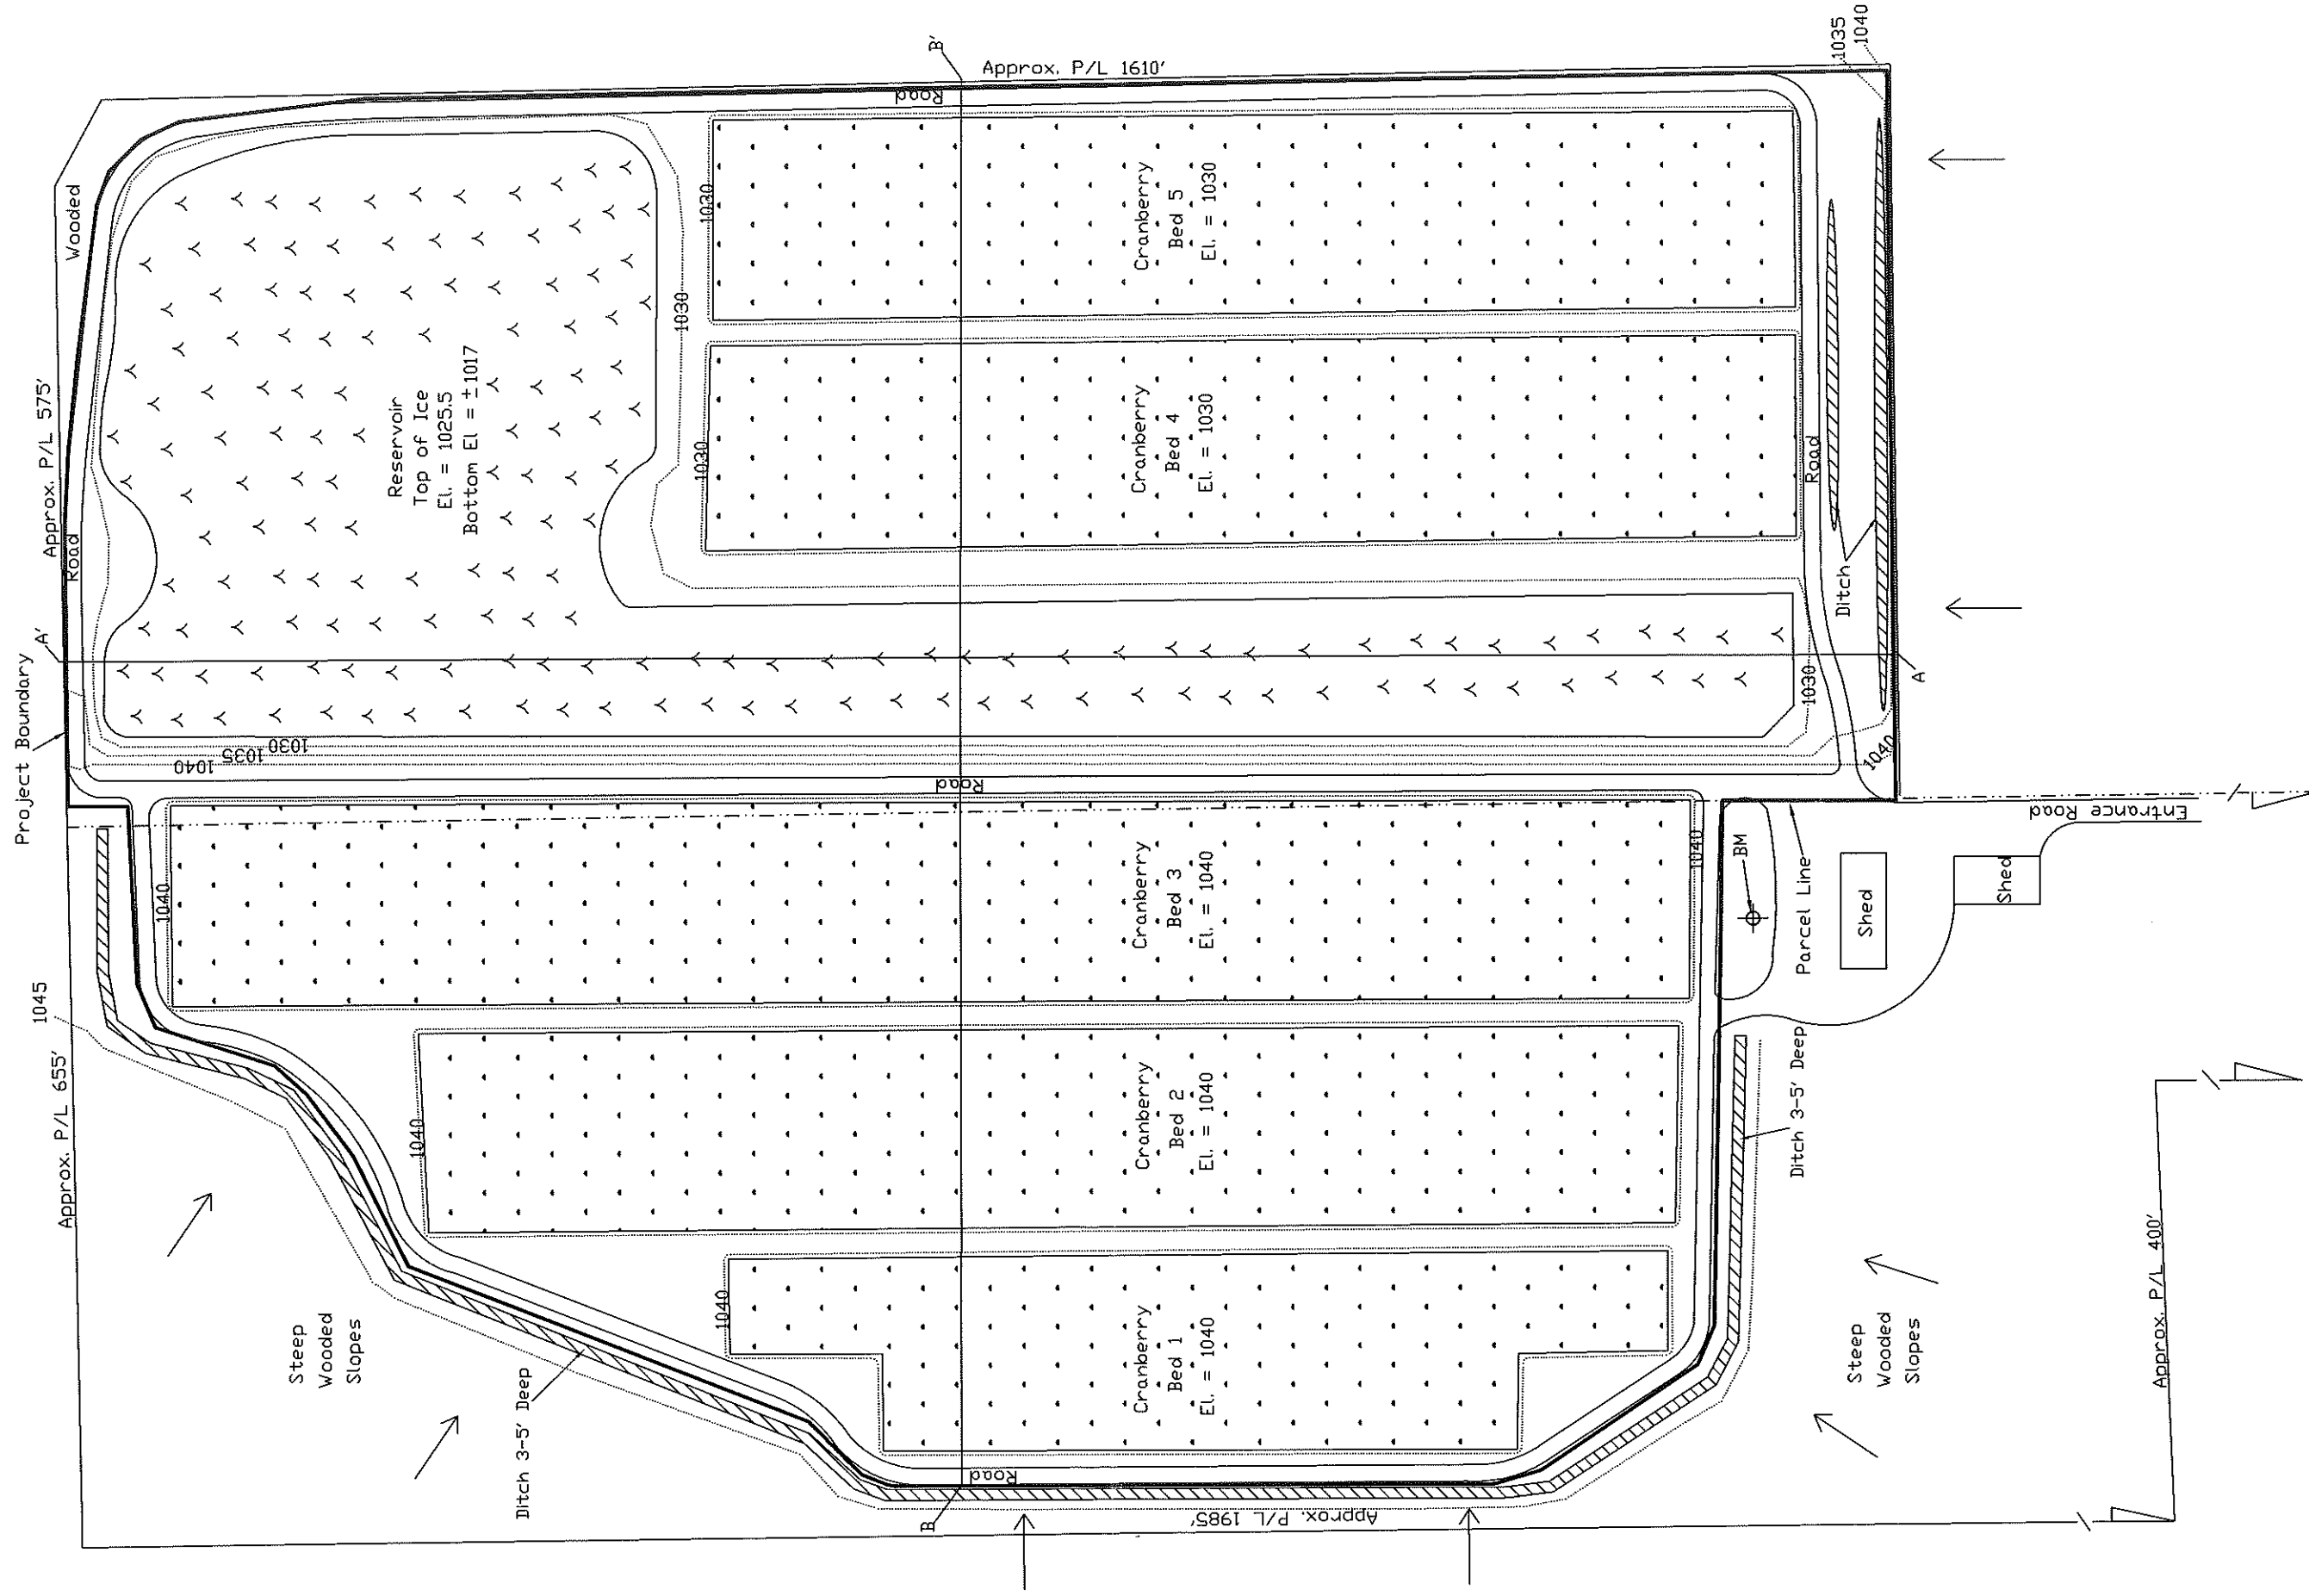 Project Boundary
A'
Approx. P/L 575'
Wooded
Road
1035
1040
B'
Approx. P/L 1610'
Road
Reservoir
Top of Ice
El. = 1025.5
Bottom El = ±1017
1030
1030
1030
Cranberry
Bed 5
El. = 1030
Cranberry
Bed 4
El. = 1030
Road
Ditch
A
1030
1030
1035
1040
1040
Road
1045
Approx. P/L 655'
1040
Cranberry
Bed 3
El. = 1040
1040
BM
Parcel Line
Shed
Shed
Entrance Road
1040
Cranberry
Bed 2
El. = 1040
Ditch 3-5' Deep
1040
Cranberry
Bed 1
El. = 1040
Steep
Wooded
Slopes
Ditch 3-5' Deep
B
Road
Approx. P/L 1985'
Steep
Wooded
Slopes
Approx. P/L 400'